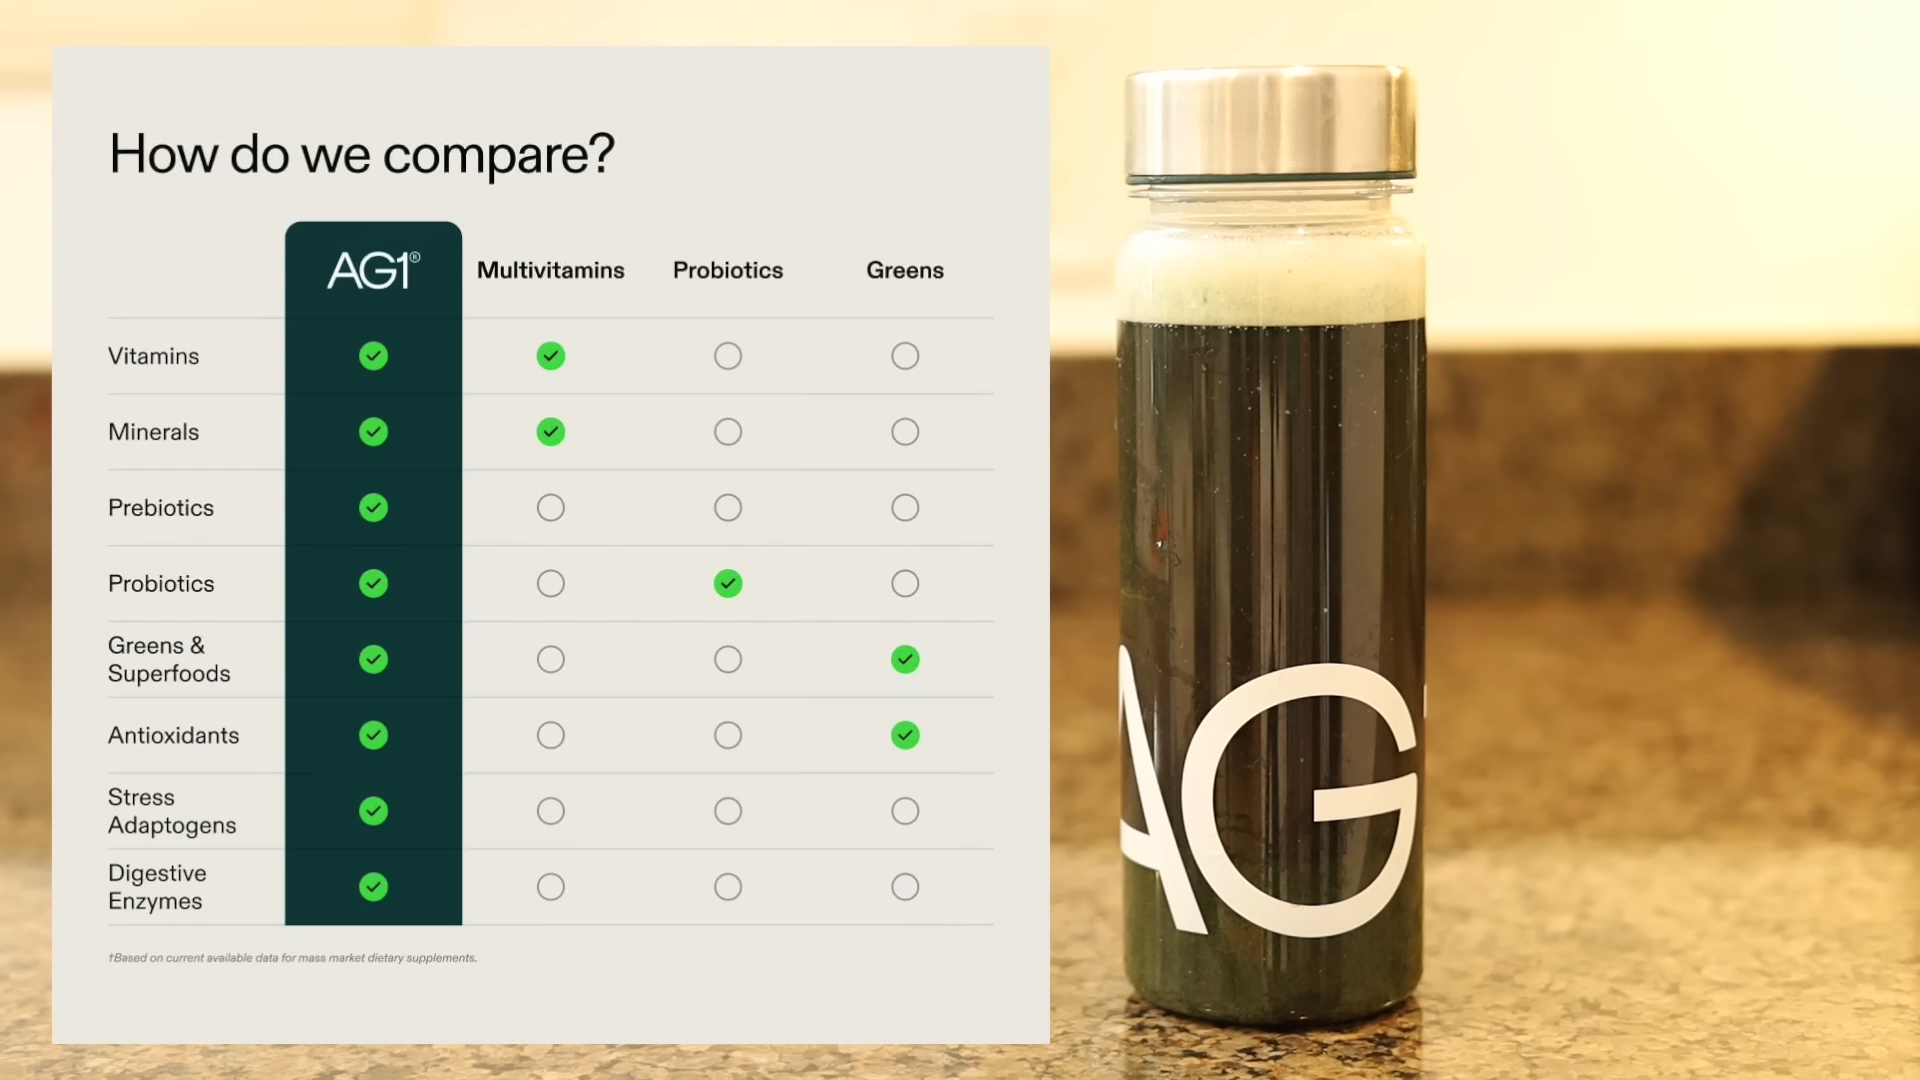 How do we compare?
AG1® Multivitamins Probiotics Greens
Vitamins
Minerals
Prebiotics
Probiotics
Greens &
Superfoods
Antioxidants
Stress
Adaptogens
Digestive
Enzymes
†Based on current available data for mass market dietary supplements.
AG